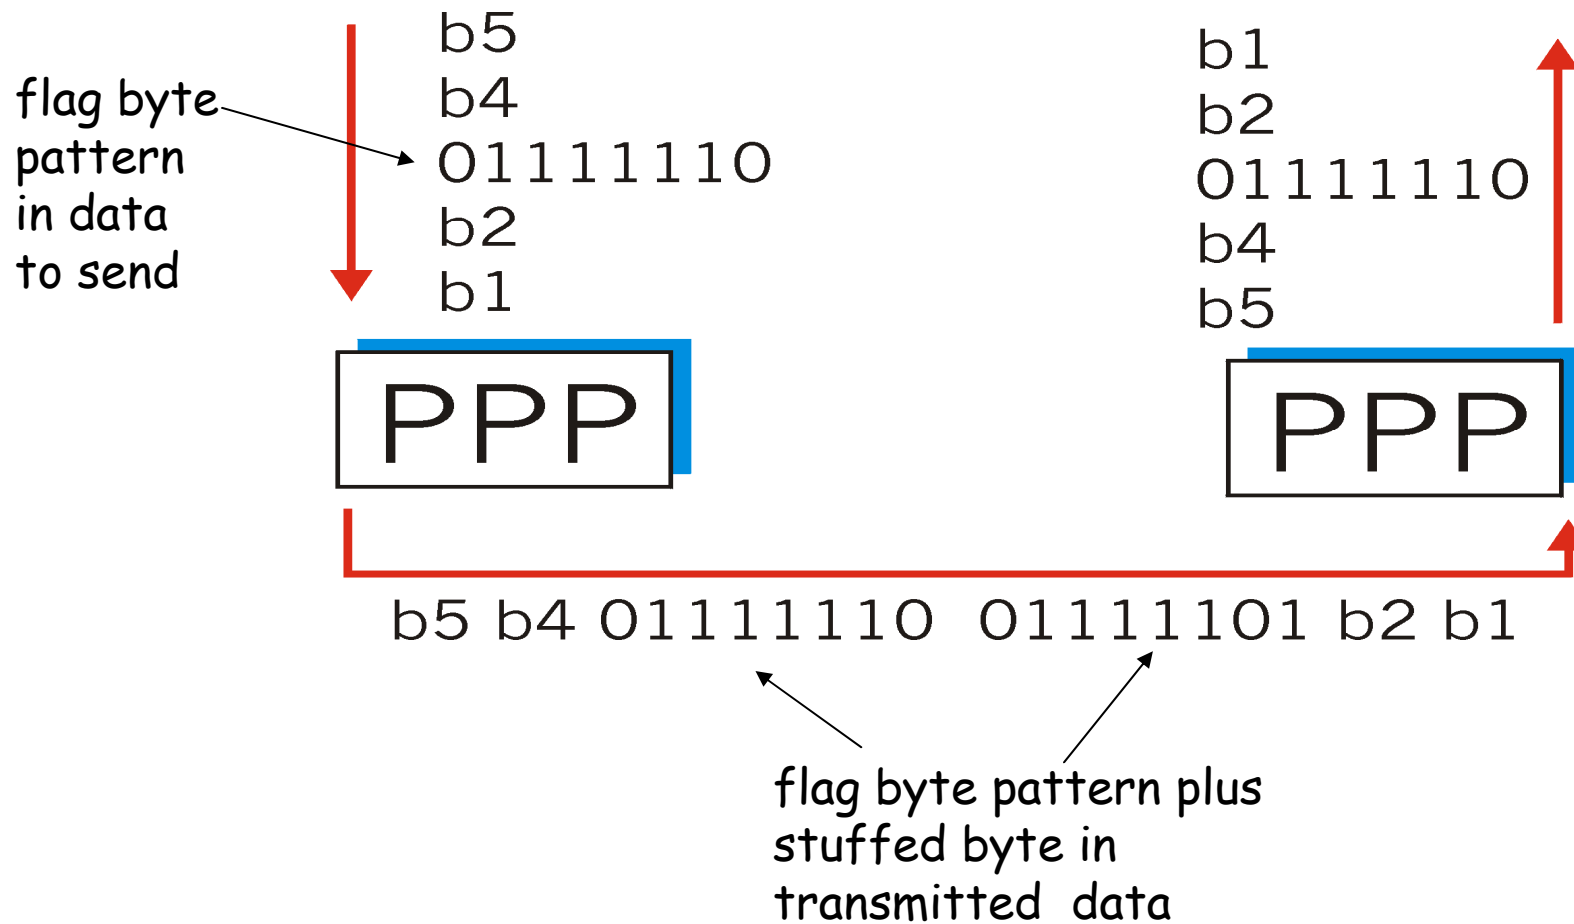 b5
b4
flag byte
pattern
in data
to send
01111110
b2
b1
b1
b2
01111110
b4
b5
PPP
PPP
b5 b4 01111110 01111101 b2 b1
flag byte pattern plus
stuffed byte in
transmitted data